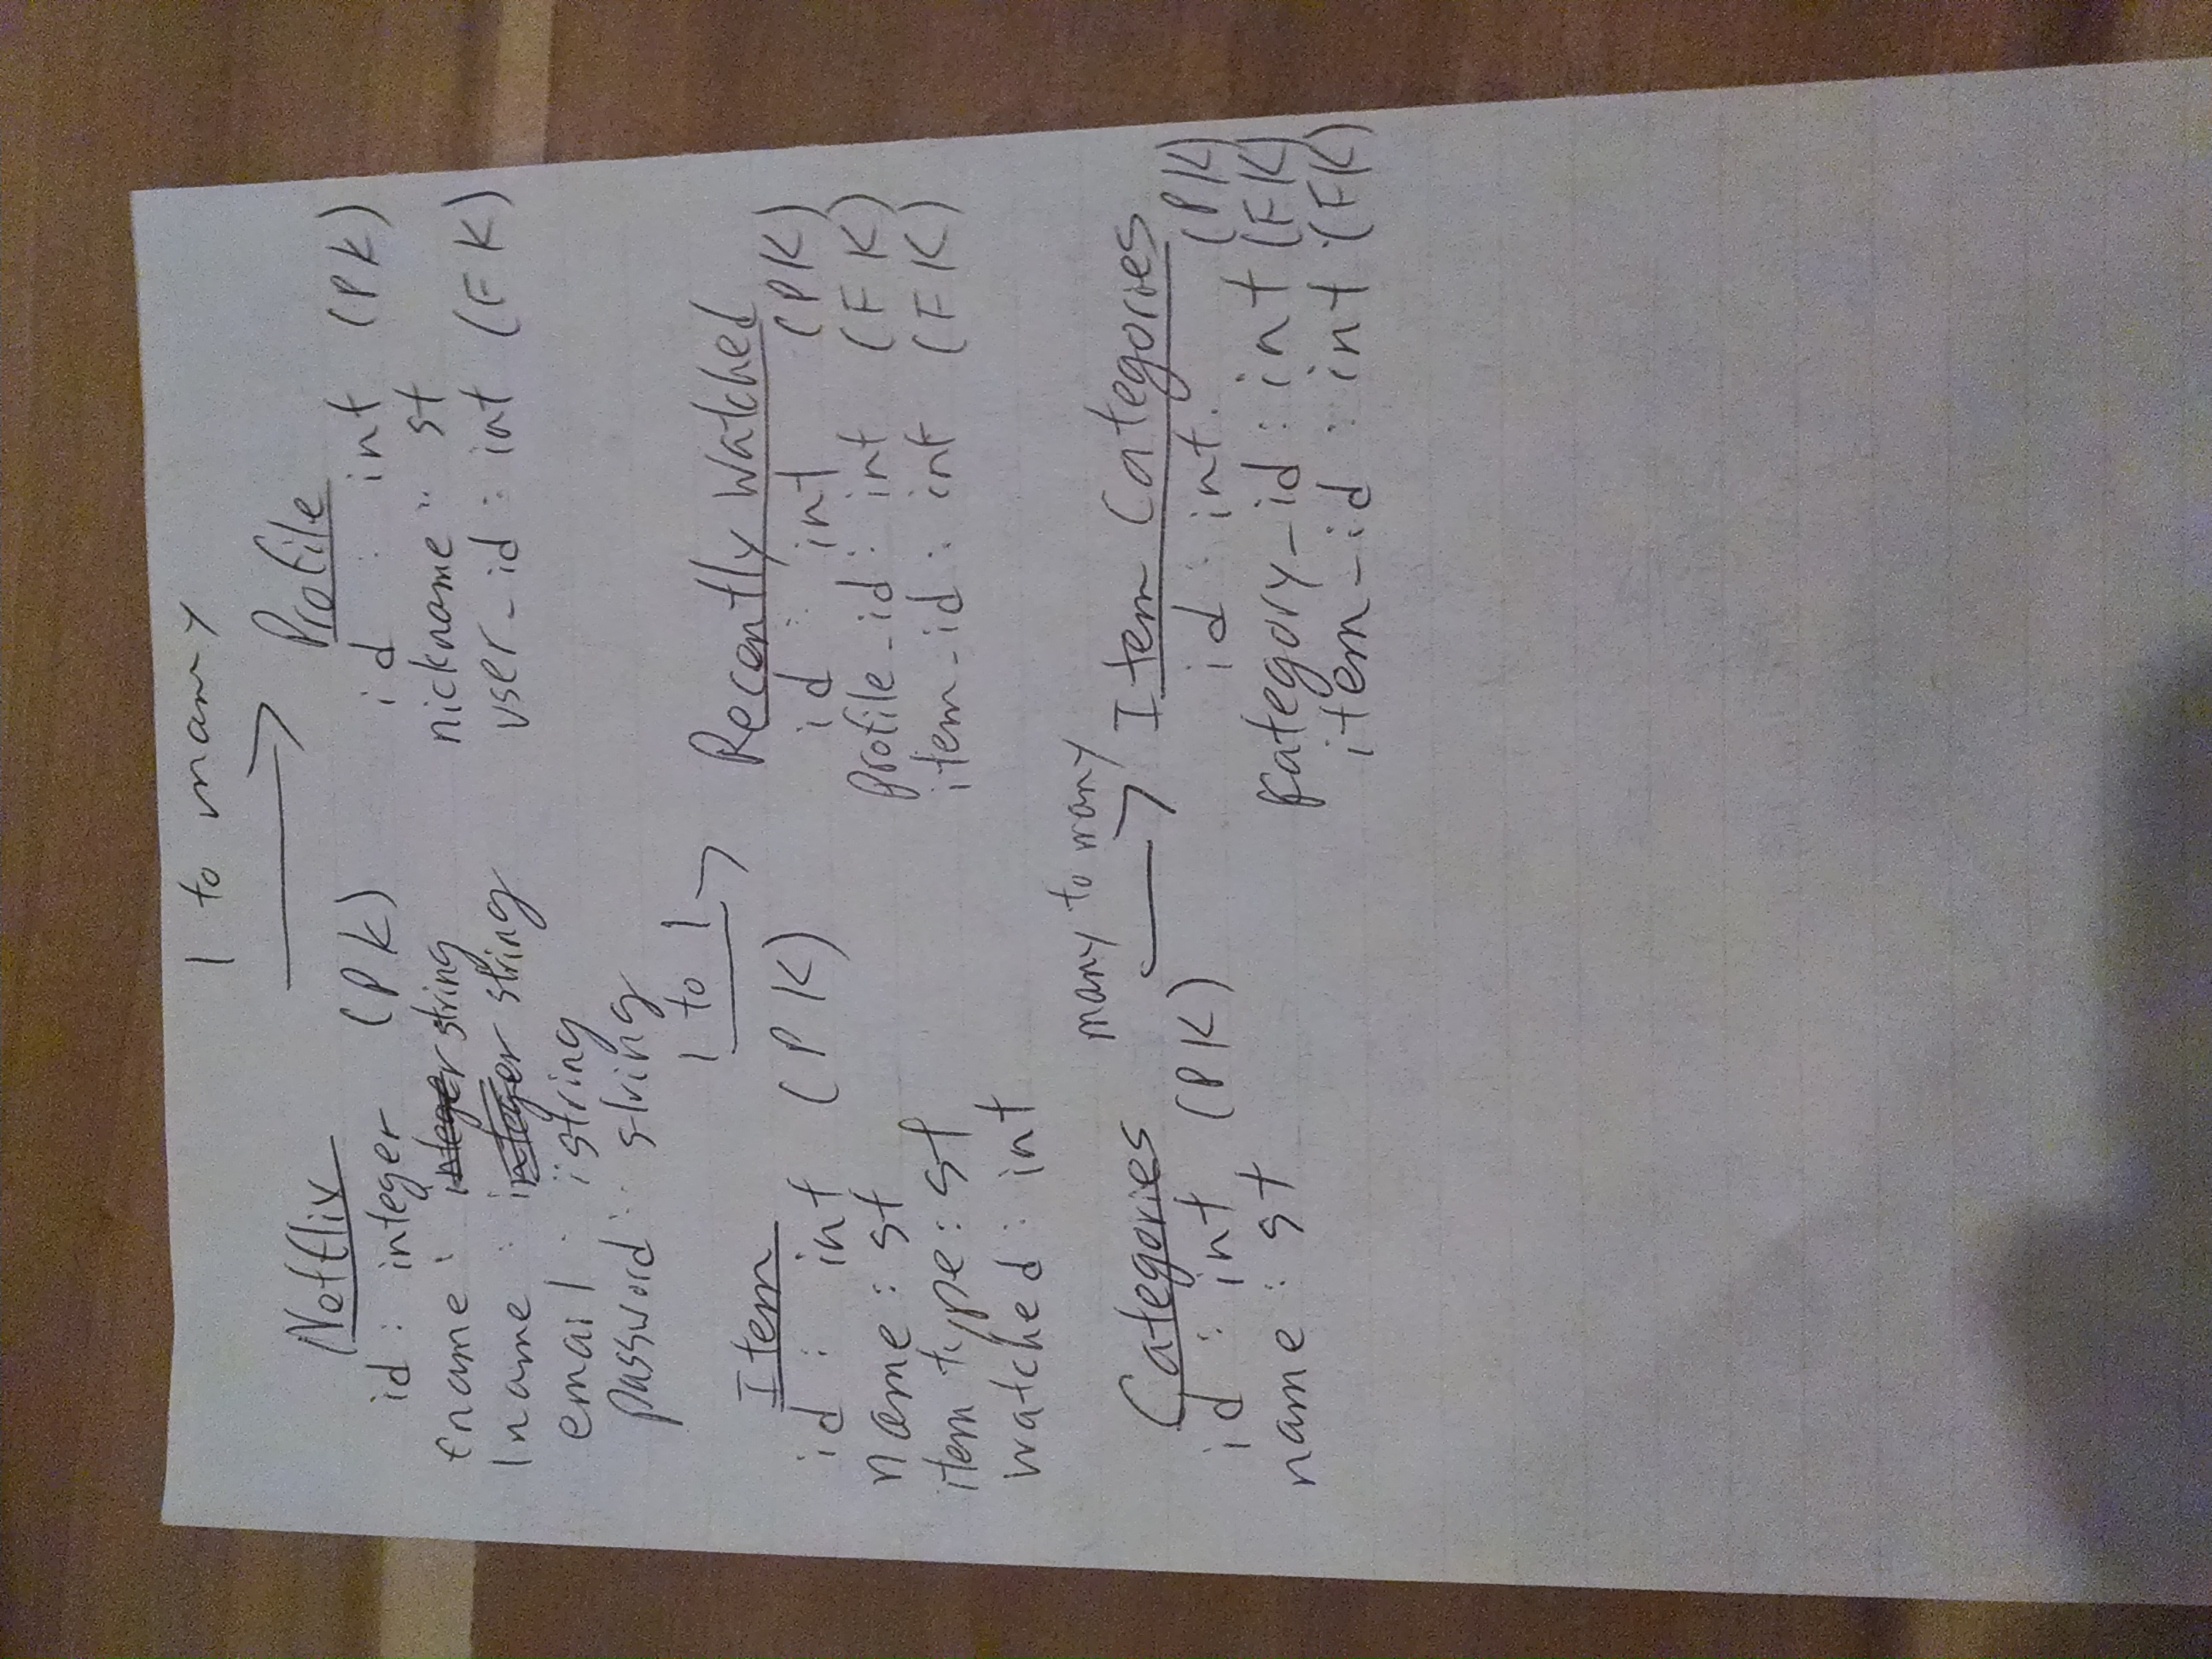 1 to many
Netflix
id : integer (PK)
fname : string
lname : string
email : string
password : string
Profile
id : int (PK)
nickname : st
user_id : int (FK)
1 to 1
Item
id : int (PK)
name : st
item type : st
watched : int
Recently Watched
id : int (PK)
profile_id : int (FK)
item_id : int (FK)
many to many
Categories
id : int (PK)
name : st
Item Categories
id : int (PK)
category_id : int (FK)
item_id : int (FK)